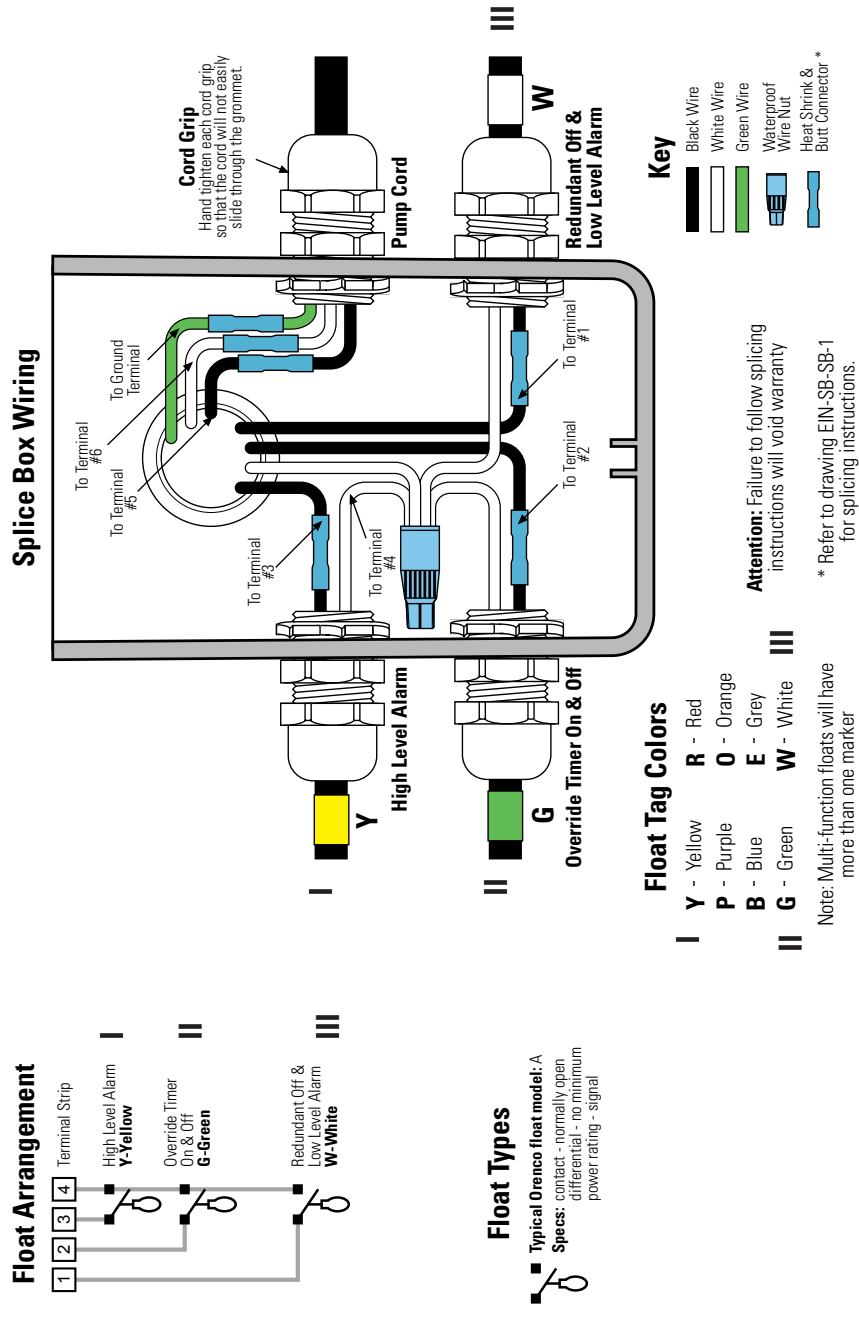 Float Arrangement
1
2
3
4
Terminal Strip
High Level Alarm
Y-Yellow
I
Override Timer
On & Off
G-Green
II
Redundant Off &
Low Level Alarm
W-White
III
Float Types
Typical Orenco float model: A
Specs: contact - normally open
differential - no minimum
power rating - signal
Splice Box Wiring
To Terminal
#6
To Ground
Terminal
To Terminal
#5
To Terminal
#3
To Terminal
#4
To Terminal
#1
To Terminal
#2
Cord Grip
Hand tighten each cord grip
so that the cord will not easily
slide through the grommet.
Pump Cord
I
Y
High Level Alarm
II
G
Override Timer On & Off
III
W
Redundant Off &
Low Level Alarm
Float Tag Colors
I
Y - Yellow
R - Red
P - Purple
O - Orange
B - Blue
E - Grey
II
G - Green
W - White
III
Note: Multi-function floats will have
more than one marker
Attention: Failure to follow splicing
instructions will void warranty
* Refer to drawing EIN-SB-SB-1
for splicing instructions.
Key
Black Wire
White Wire
Green Wire
Waterproof
Wire Nut
Heat Shrink &
Butt Connector *